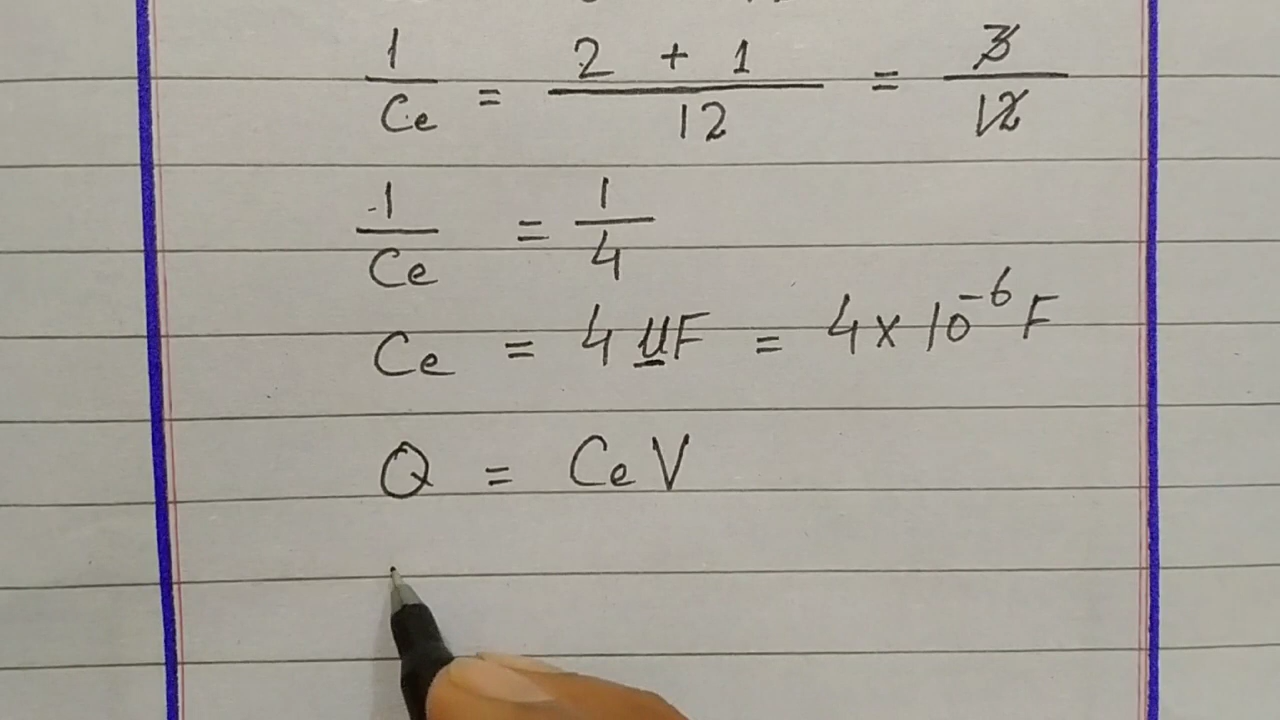 1/Ce = 2 + 1/12 = 3/12
1/Ce = 1/4
Ce = 4 µF = 4 x 10⁻⁶ F
Q = CeV